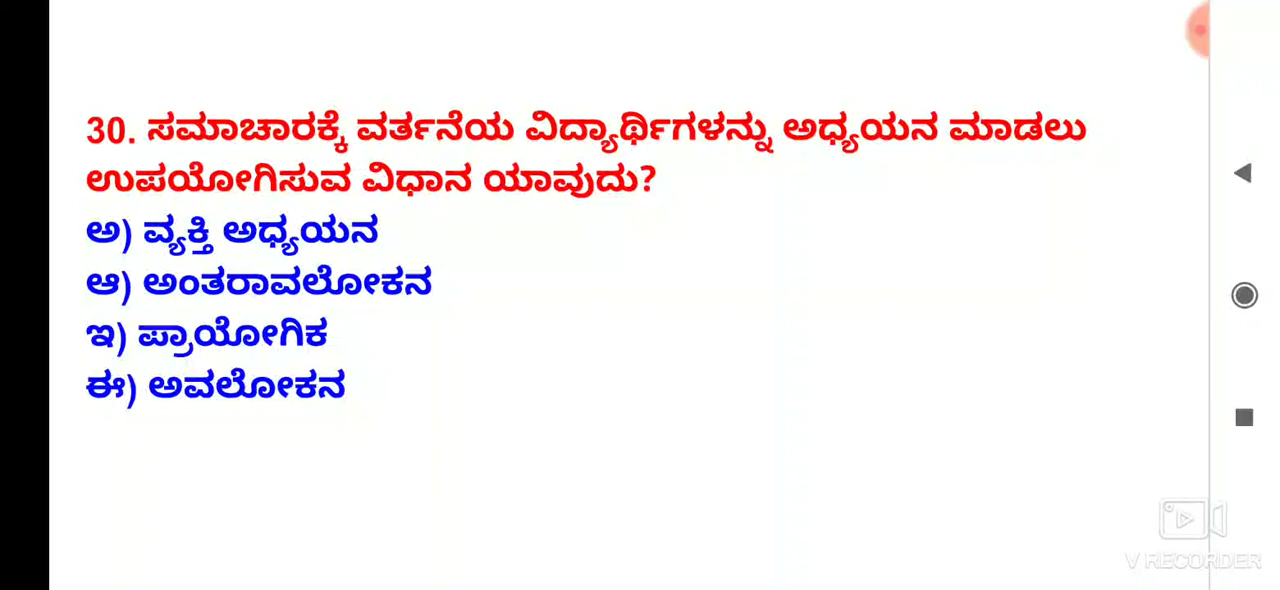 30. ಸಮಾಚಾರಕ್ಕೆ ವರ್ತನೆಯ ವಿದ್ಯಾರ್ಥಿಗಳನ್ನು ಅಧ್ಯಯನ ಮಾಡಲು
ಉಪಯೋಗಿಸುವ ವಿಧಾನ ಯಾವುದು?
ಅ) ವ್ಯಕ್ತಿ ಅಧ್ಯಯನ
ಆ) ಅಂತರಾವಲೋಕನ
ಇ) ಪ್ರಾಯೋಗಿಕ
ಈ) ಅವಲೋಕನ
V RECORDER